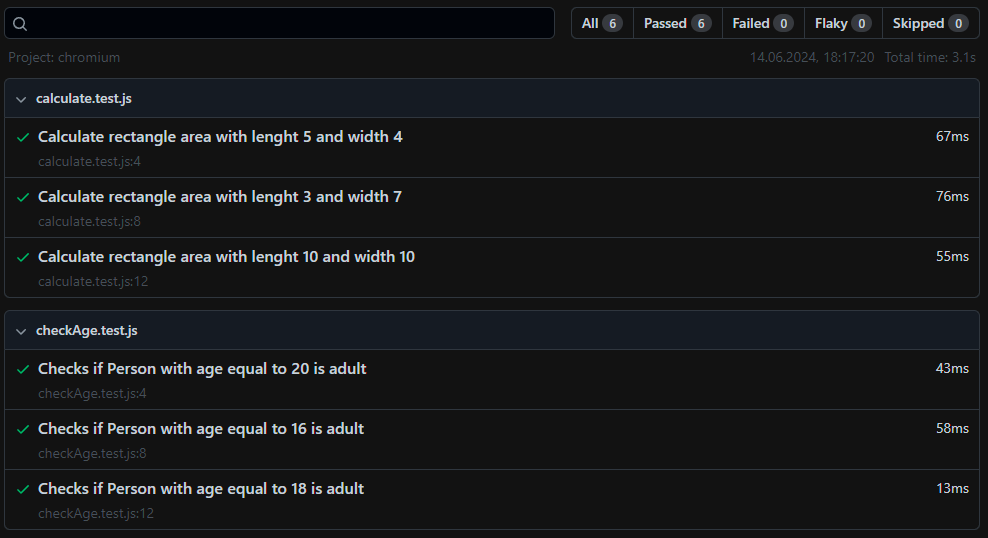 All 6 Passed 6 Failed 0 Flaky 0 Skipped 0
Project: chromium 14.06.2024, 18:17:20 Total time: 3.1s
calculate.test.js
Calculate rectangle area with lenght 5 and width 4 67ms
calculate.test.js:4
Calculate rectangle area with lenght 3 and width 7 76ms
calculate.test.js:8
Calculate rectangle area with lenght 10 and width 10 55ms
calculate.test.js:12
checkAge.test.js
Checks if Person with age equal to 20 is adult 43ms
checkAge.test.js:4
Checks if Person with age equal to 16 is adult 58ms
checkAge.test.js:8
Checks if Person with age equal to 18 is adult 13ms
checkAge.test.js:12